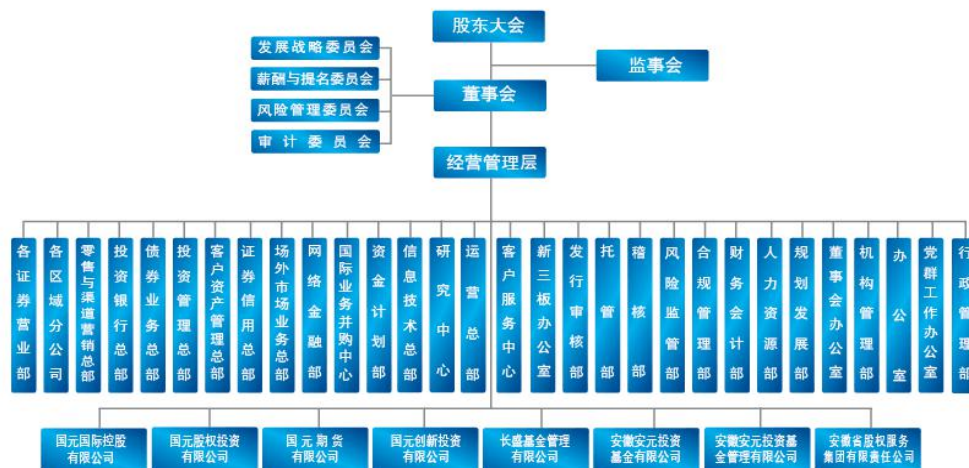 股东大会
发展战略委员会
监事会
薪酬与提名委员会
董事会
风险管理委员会
审计委员会
经营管理层
各证券营业部
各区域分公司
零售与渠道营销总部
投资银行总部
债券业务总部
投资管理总部
客户资产管理总部
证券信用总部
场外市场业务总部
网络金融部
国际业务并购中心
资金计划部
信息技术总部
研究中心
运营总部
客户服务中心
新三板办公室
发行审核部
托管部
稽核部
风险监管部
合规管理部
财务会计部
人力资源部
规划发展部
董事会办公室
机构管理部
办公室
党群工作办公室
行政管理部
国元国际控股
有限公司
国元股权投资
有限公司
国元期货
有限公司
国元创新投资
有限公司
长盛基金管理
有限公司
安徽安元投资
基金有限公司
安徽安元投资基
金管理有限公司
安徽省股权服务
集团有限责任公司